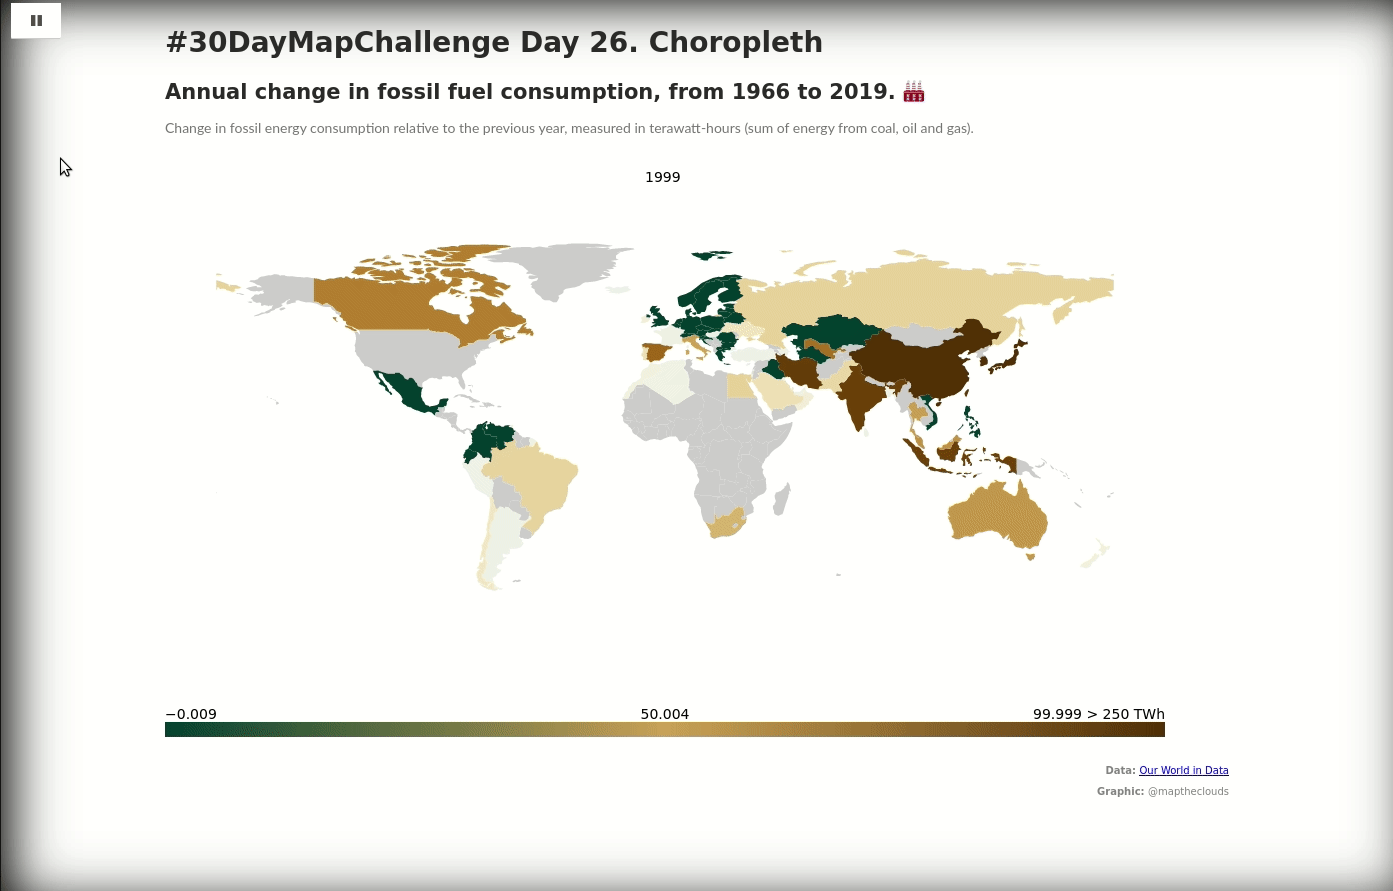 #30DayMapChallenge Day 26. Choropleth
Annual change in fossil fuel consumption, from 1966 to 2019. 🏭
Change in fossil energy consumption relative to the previous year, measured in terawatt-hours (sum of energy from coal, oil and gas).
1999
−0.009 50.004 99.999 > 250 TWh
Data: Our World in Data
Graphic: @maptheclouds